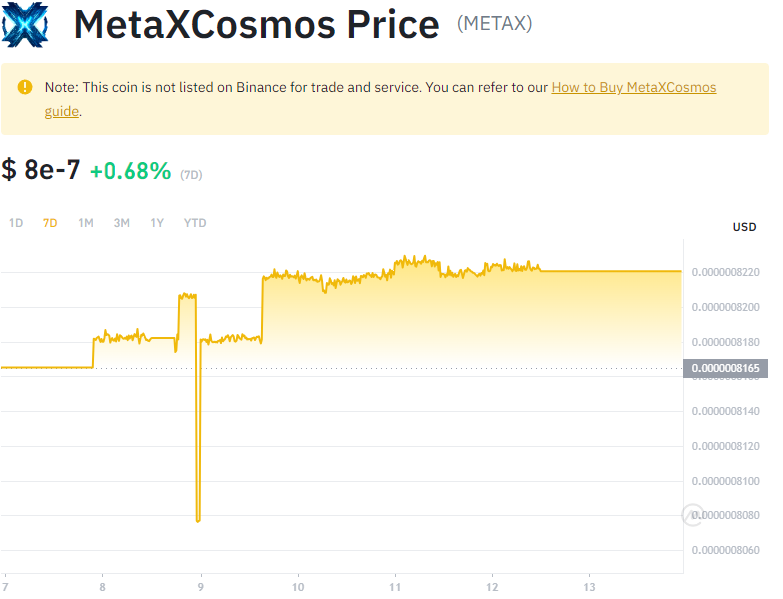 MetaXCosmos Price (METAX)
Note: This coin is not listed on Binance for trade and service. You can refer to our How to Buy MetaXCosmos
guide.
$ 8e-7 +0.68% (7D)
1D 7D 1M 3M 1Y YTD
USD
0.0000008220
0.0000008200
0.0000008180
0.0000008165
0.0000008140
0.0000008120
0.0000008100
0.0000008080
0.0000008060
7 8 9 10 11 12 13